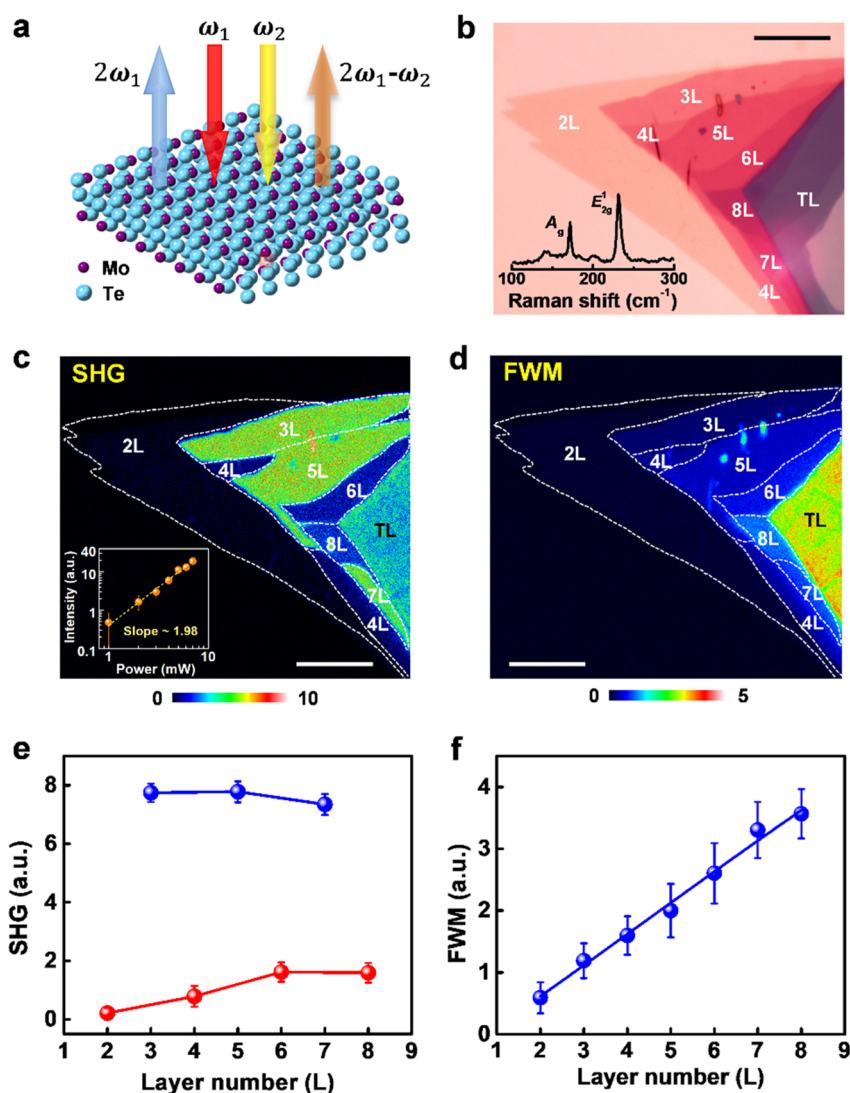 a
2ω₁
ω₁
ω₂
2ω₁-ω₂
Mo
Te
b
2L
3L
4L
5L
6L
8L
TL
7L
4L
A_g
E¹_2g
100 200 300
Raman shift (cm⁻¹)
c
SHG
2L
3L
4L
5L
6L
TL
8L
7L
4L
40
10
1
0.1
Intensity (a.u.)
Slope ~ 1.98
1 10
Power (mW)
0 10
d
FWM
2L
3L
4L
5L
6L
TL
8L
7L
4L
0 5
e
8
6
4
2
0
SHG (a.u.)
1 2 3 4 5 6 7 8 9
Layer number (L)
f
4
3
2
1
0
FWM (a.u.)
1 2 3 4 5 6 7 8 9
Layer number (L)